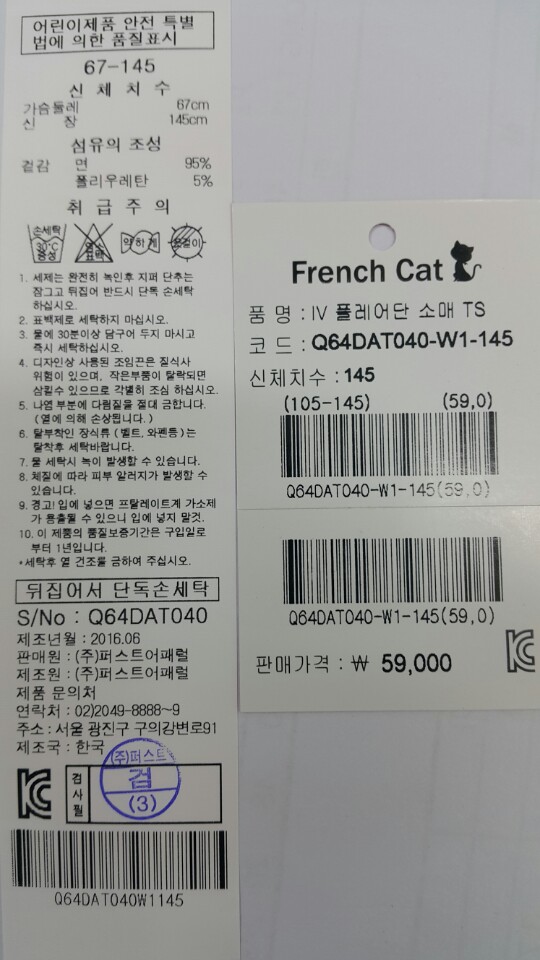 어린이제품 안전 특별
법에 의한 품질표시
67-145
신 체 치 수
가슴둘레 67cm
신 장 145cm
섬유의 조성
겉감 면 95%
폴리우레탄 5%
취 급 주 의
손세탁
30°C
중성
염소
표백
약하게
옷걸이
1. 세제는 완전히 녹인후 지퍼 단추는
잠그고 뒤집어 반드시 단독 손세탁
하십시오.
2. 표백제로 세탁하지 마십시오.
3. 물에 30분이상 담구어 두지 마시고
즉시 세탁하십시오.
4. 디자인상 사용된 조임끈은 질식사
위험이 있으며, 작은부품이 탈락되면
삼킬수 있으므로 각별히 조심 하십시오.
5. 나염 부분에 다림질을 절대 금합니다.
(열에 의해 손상됩니다.)
6. 탈부착인 장식류 (벨트, 와펜등)는
탈착후 세탁바랍니다.
7. 물 세탁시 녹이 발생할 수 있습니다.
8. 체질에 따라 피부 알러지가 발생할 수
있습니다.
9. 경고! 입에 넣으면 프탈레이트계 가소제
가 용출될 수 있으니 입에 넣지 말것.
10. 이 제품의 품질보증기간은 구입일로
부터 1년입니다.
*세탁후 열 건조를 금하여 주십시오.
뒤집어서 단독손세탁
S/No : Q64DAT040
제조년월 : 2016.06
판매원 : (주)퍼스트어패럴
제조원 : (주)퍼스트어패럴
제품 문의처
연락처 : 02)2049-8888~9
주소 : 서울 광진구 구의강변로91
제조국 : 한국
KC
검사필
(주)퍼스트
검
(3)
Q64DAT040W1145
French Cat
품 명 : IV 플레어단 소매 TS
코 드 : Q64DAT040-W1-145
신체치수 : 145
(105-145) (59,0)
Q64DAT040-W1-145(59,0)
Q64DAT040-W1-145(59,0)
판매가격 : ₩ 59,000
KC